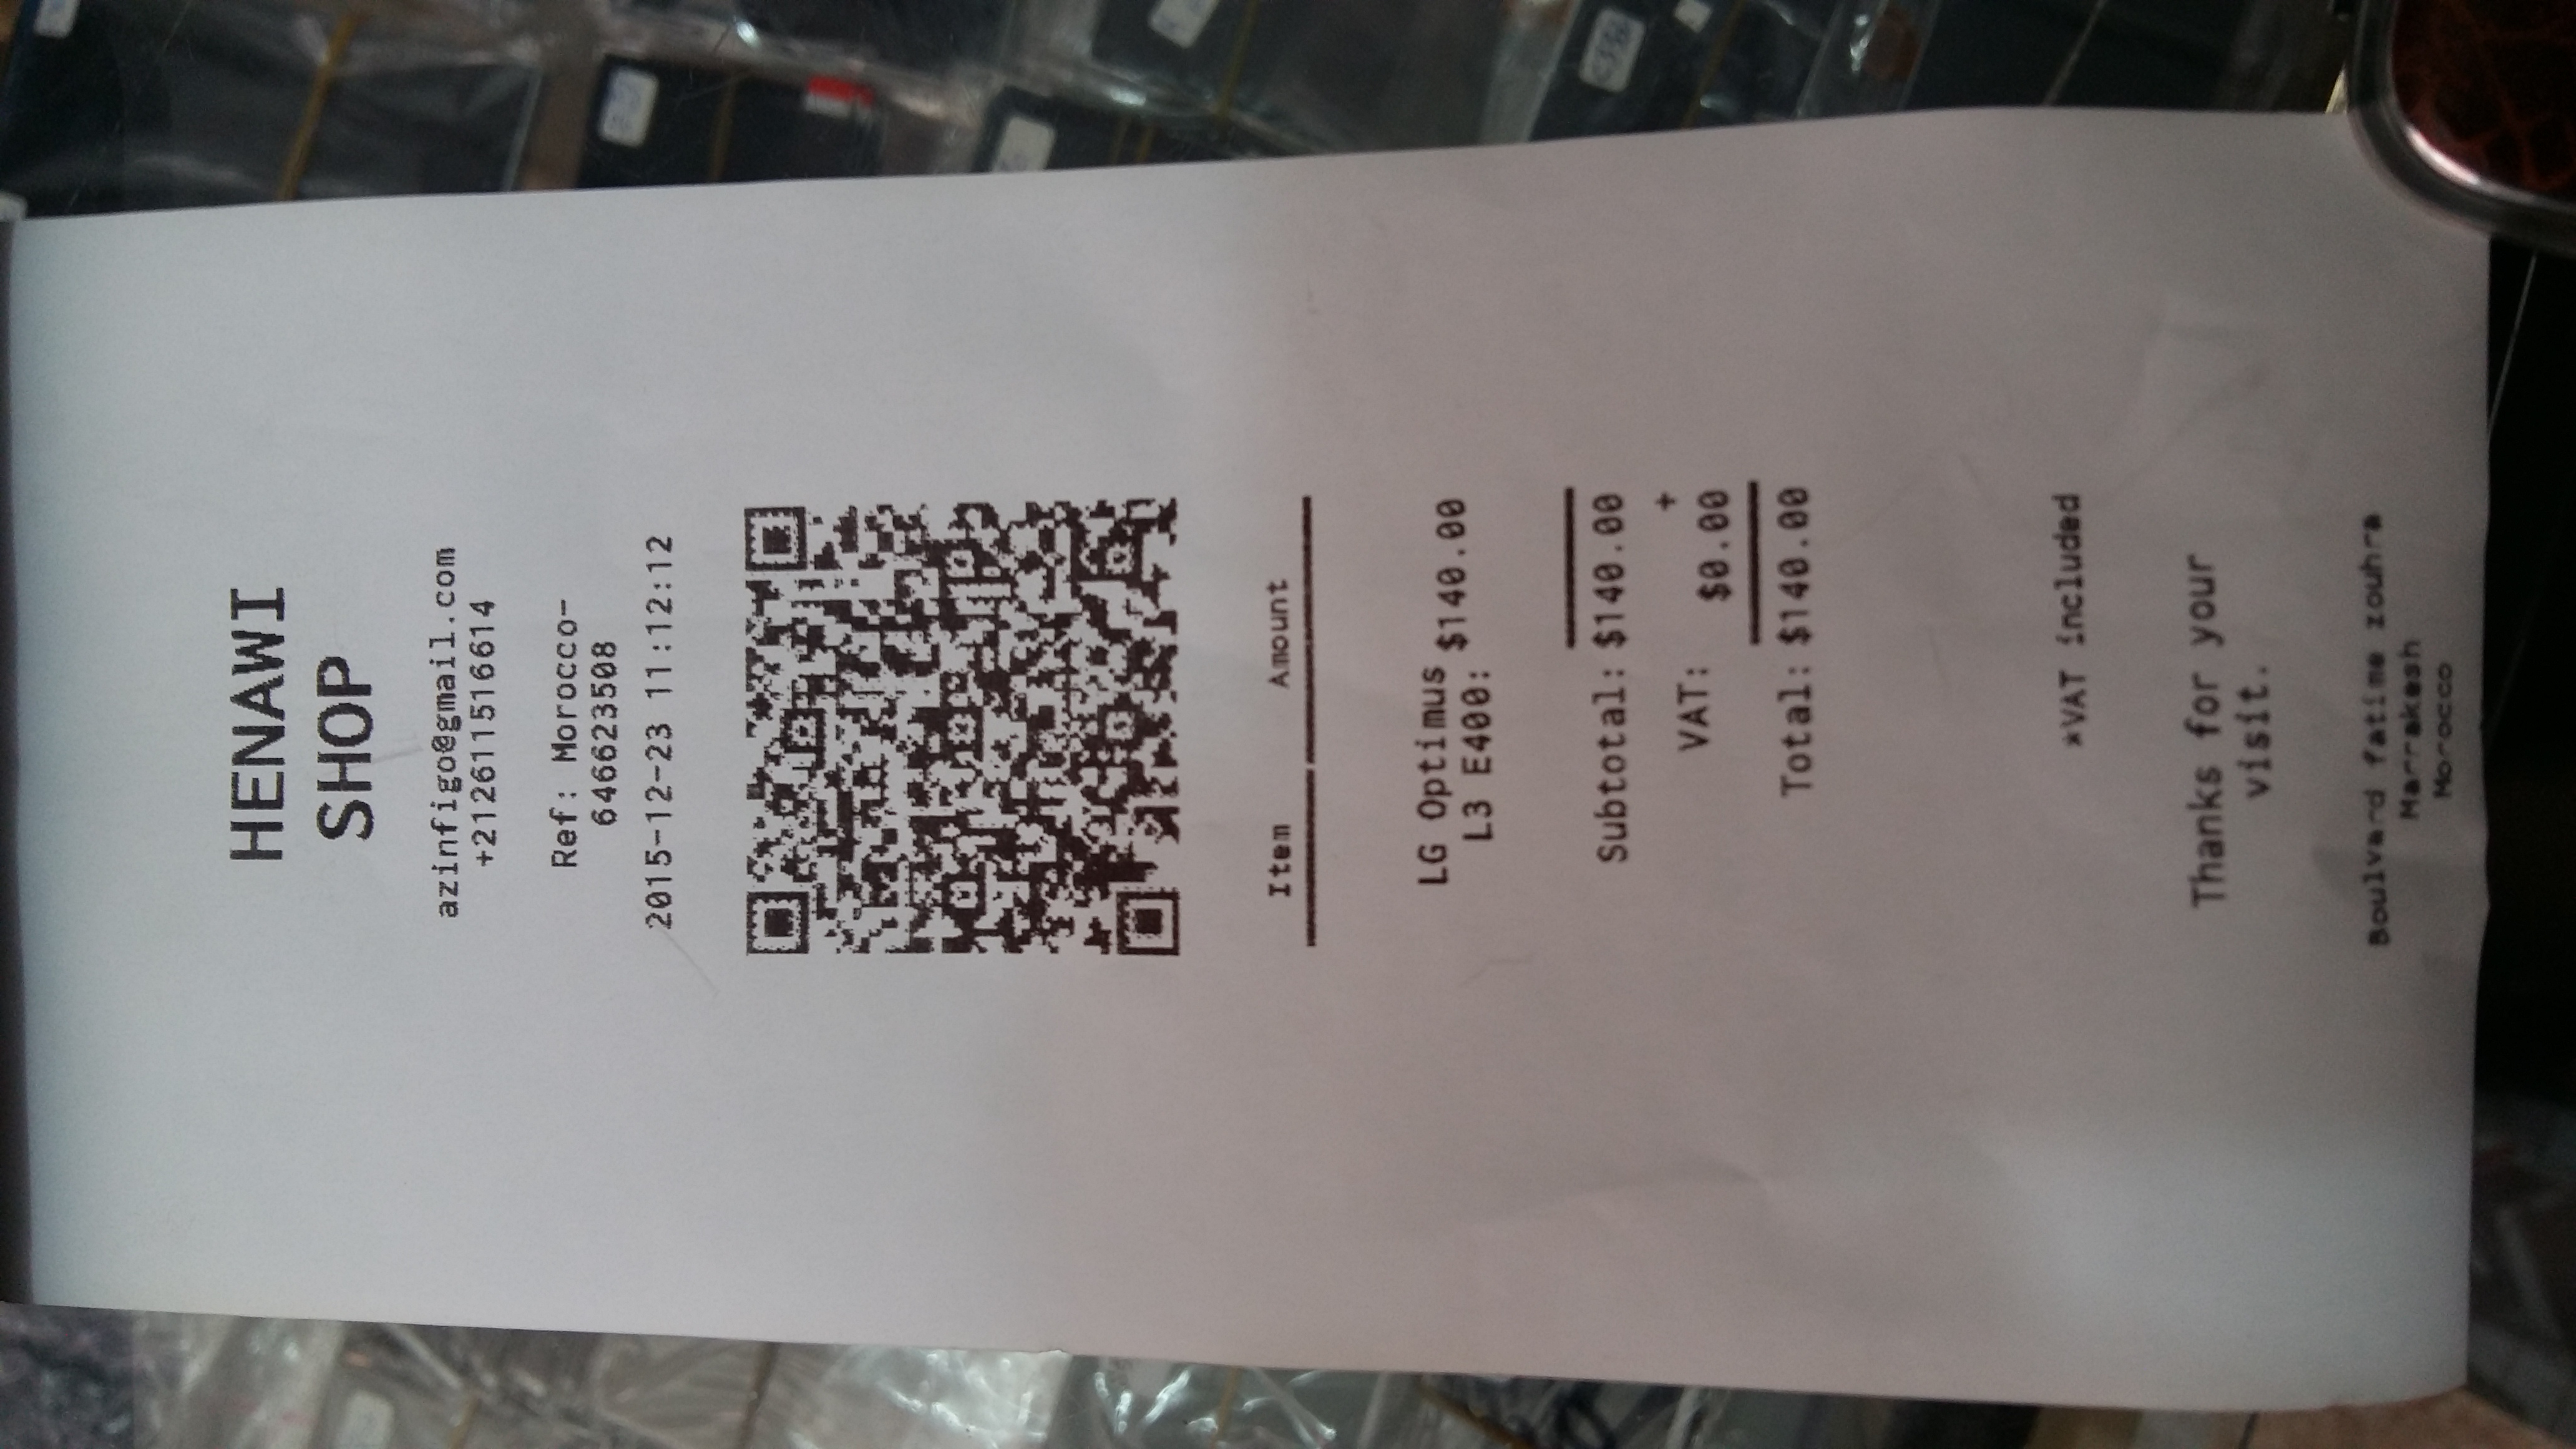 HENAWI
SHOP
azinfigo@gmail.com
+212611516614
Ref: Morocco-
646623508
2015-12-23 11:12:12
Item Amount
LG Optimus
L3 E400: $140.00
Subtotal: $140.00
+
VAT: $0.00
Total: $140.00
*VAT included
Thanks for your
visit.
Boulvard fatime zouhra
Marrakesh
Morocco